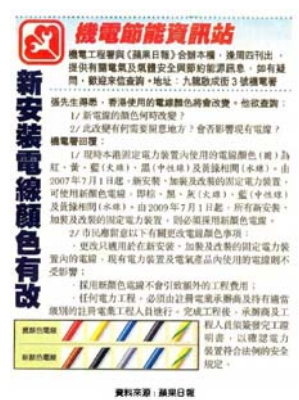 機電節能資訊站
機電工程署與《蘋果日報》合辦本欄,逢周四刊出,
提供有關電氣及氣體安全與節約能源訊息。如有疑
問,歡迎來信查詢。地址:九龍啟成街3號機電署
新安裝電線顏色有改
張先生得悉,香港使用的電線顏色將會改變。他欲查詢:
1/ 新電線的顏色何時改變?
2/ 此改變有何需要留意地方?會否影響現有電線?
機電署回覆:
1/ 現時本港固定電力裝置內使用的電線顏色(舊)為
紅、黃、藍(火線)、黑(中性線)及黃綠相間(水線)。由
2007年7月1日起,新安裝、加裝及改裝的固定電力裝置,
可使用新顏色電線,即棕、黑、灰(火線)、藍(中性線)
及黃綠相間(水線)。由2009年7月1日起,所有新安裝、
加裝及改裝的固定電力裝置,則必須採用新顏色電線。
2/ 市民應留意以下有關更改電線顏色事項:
.更改只適用於在新安裝、加裝及改裝的固定電力裝置
內的電線,現有電力裝置及電氣產品內使用的電線則不
受影響;
.採用新顏色電線不會引致額外的工程費用;
.任何電力工程,必須由註冊電業承辦商及持有適當
級別的註冊電業工程人員進行。完成工程後,承辦商及工
程人員須簽發完工證
明書,以確認電力
裝置符合法例的安全
規定。
舊顏色電線
新顏色電線
資料來源:蘋果日報